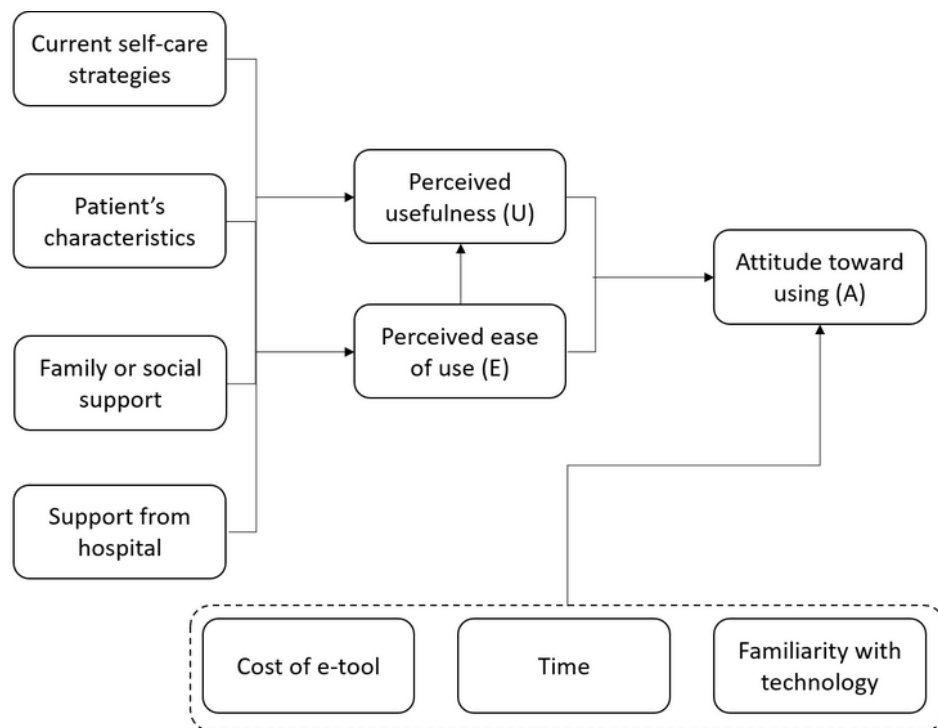 Current self-care
strategies
Patient’s
characteristics
Family or social
support
Support from
hospital
Perceived
usefulness (U)
Perceived ease
of use (E)
Attitude toward
using (A)
Cost of e-tool
Time
Familiarity with
technology